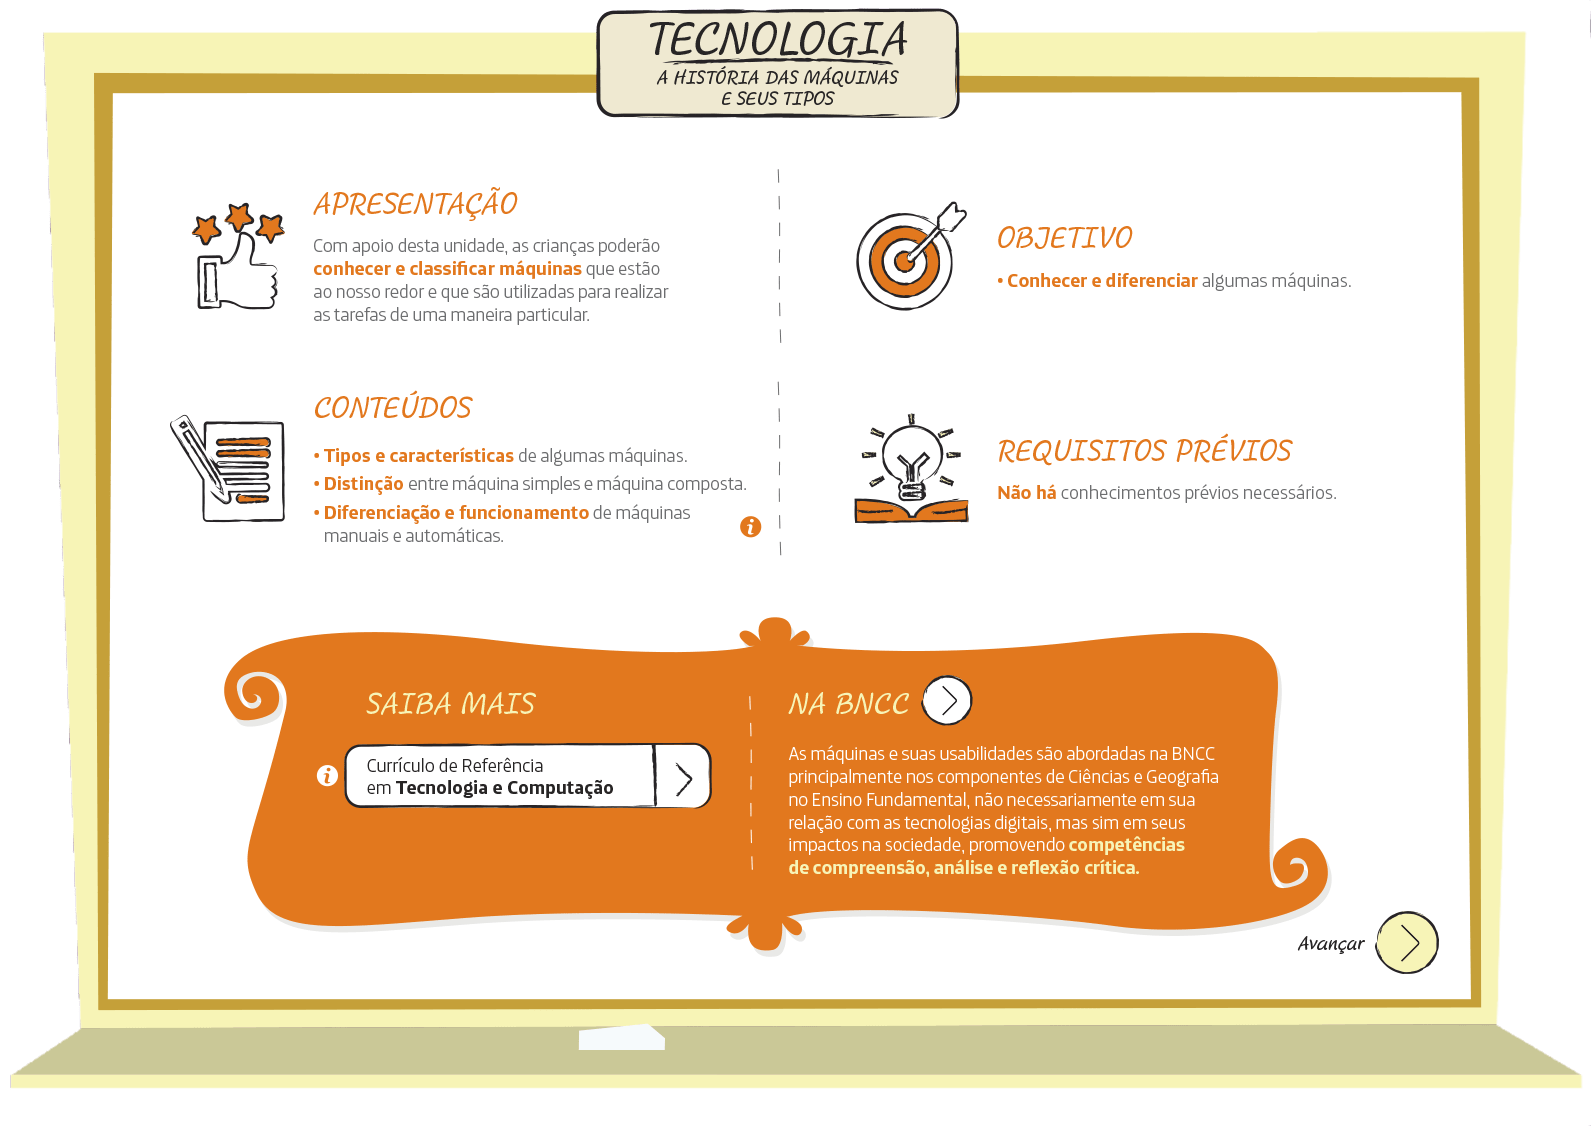 TECNOLOGIA
A HISTÓRIA DAS MÁQUINAS
E SEUS TIPOS
APRESENTAÇÃO
Com apoio desta unidade, as crianças poderão
conhecer e classificar máquinas que estão
ao nosso redor e que são utilizadas para realizar
as tarefas de uma maneira particular.
OBJETIVO
• Conhecer e diferenciar algumas máquinas.
CONTEÚDOS
• Tipos e características de algumas máquinas.
• Distinção entre máquina simples e máquina composta.
• Diferenciação e funcionamento de máquinas
manuais e automáticas.
i
REQUISITOS PRÉVIOS
Não há conhecimentos prévios necessários.
SAIBA MAIS
i
Currículo de Referência
em Tecnologia e Computação
NA BNCC
As máquinas e suas usabilidades são abordadas na BNCC
principalmente nos componentes de Ciências e Geografia
no Ensino Fundamental, não necessariamente em sua
relação com as tecnologias digitais, mas sim em seus
impactos na sociedade, promovendo competências
de compreensão, análise e reflexão crítica.
Avançar